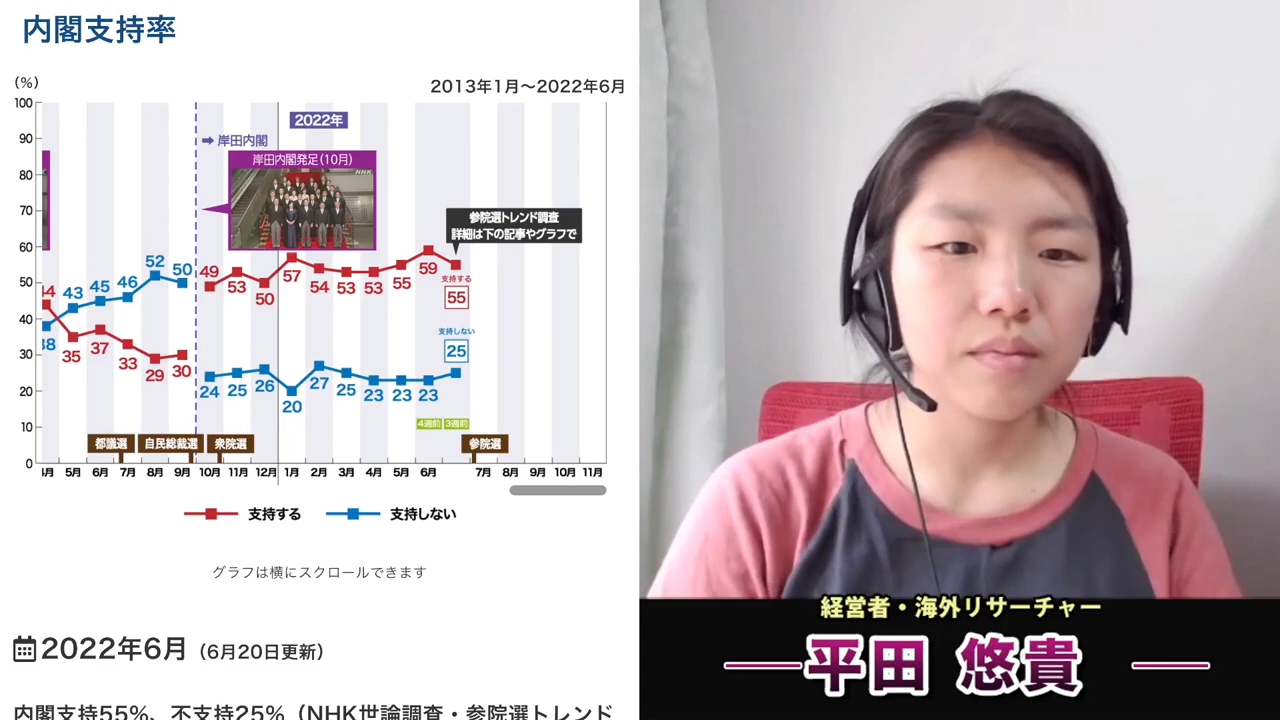 内閣支持率
(%)
2013年1月〜2022年6月
100
90
80
70
60
50
40
30
20
10
0
2022年
➡ 岸田内閣
岸田内閣発足(10月)
NHK
参院選トレンド調査
詳細は下の記事やグラフで
43 45 46 52 50
35 37 33 29 30
49 53 50 57 54 53 53 55 59
支持する
55
支持しない
25
24 25 26 20 27 25 23 23 23
4週前 3週前
都議選 自民総裁選 衆院選 参院選
5月 6月 7月 8月 9月 10月 11月 12月 1月 2月 3月 4月 5月 6月 7月 8月 9月 10月 11月
支持する 支持しない
グラフは横にスクロールできます
2022年6月（6月20日更新）
内閣支持55%、不支持25%（NHK世論調査・参院選トレンド
経営者・海外リサーチャー
平田 悠貴